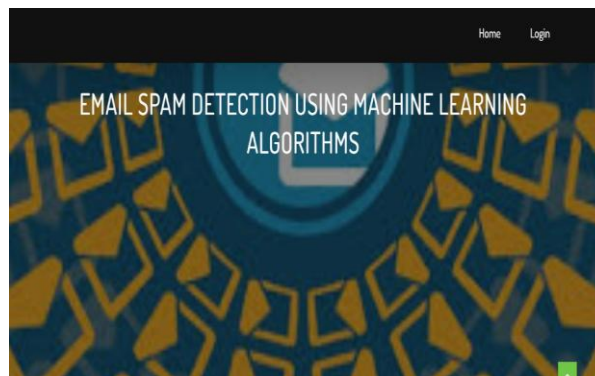 Home Login
EMAIL SPAM DETECTION USING MACHINE LEARNING
ALGORITHMS